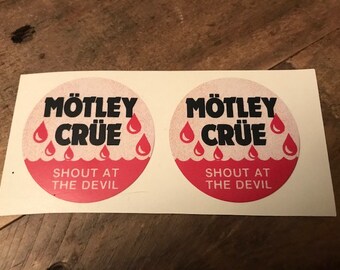 MÖTLEY
CRÜE
SHOUT AT
THE DEVIL
MÖTLEY
CRÜE
SHOUT AT
THE DEVIL